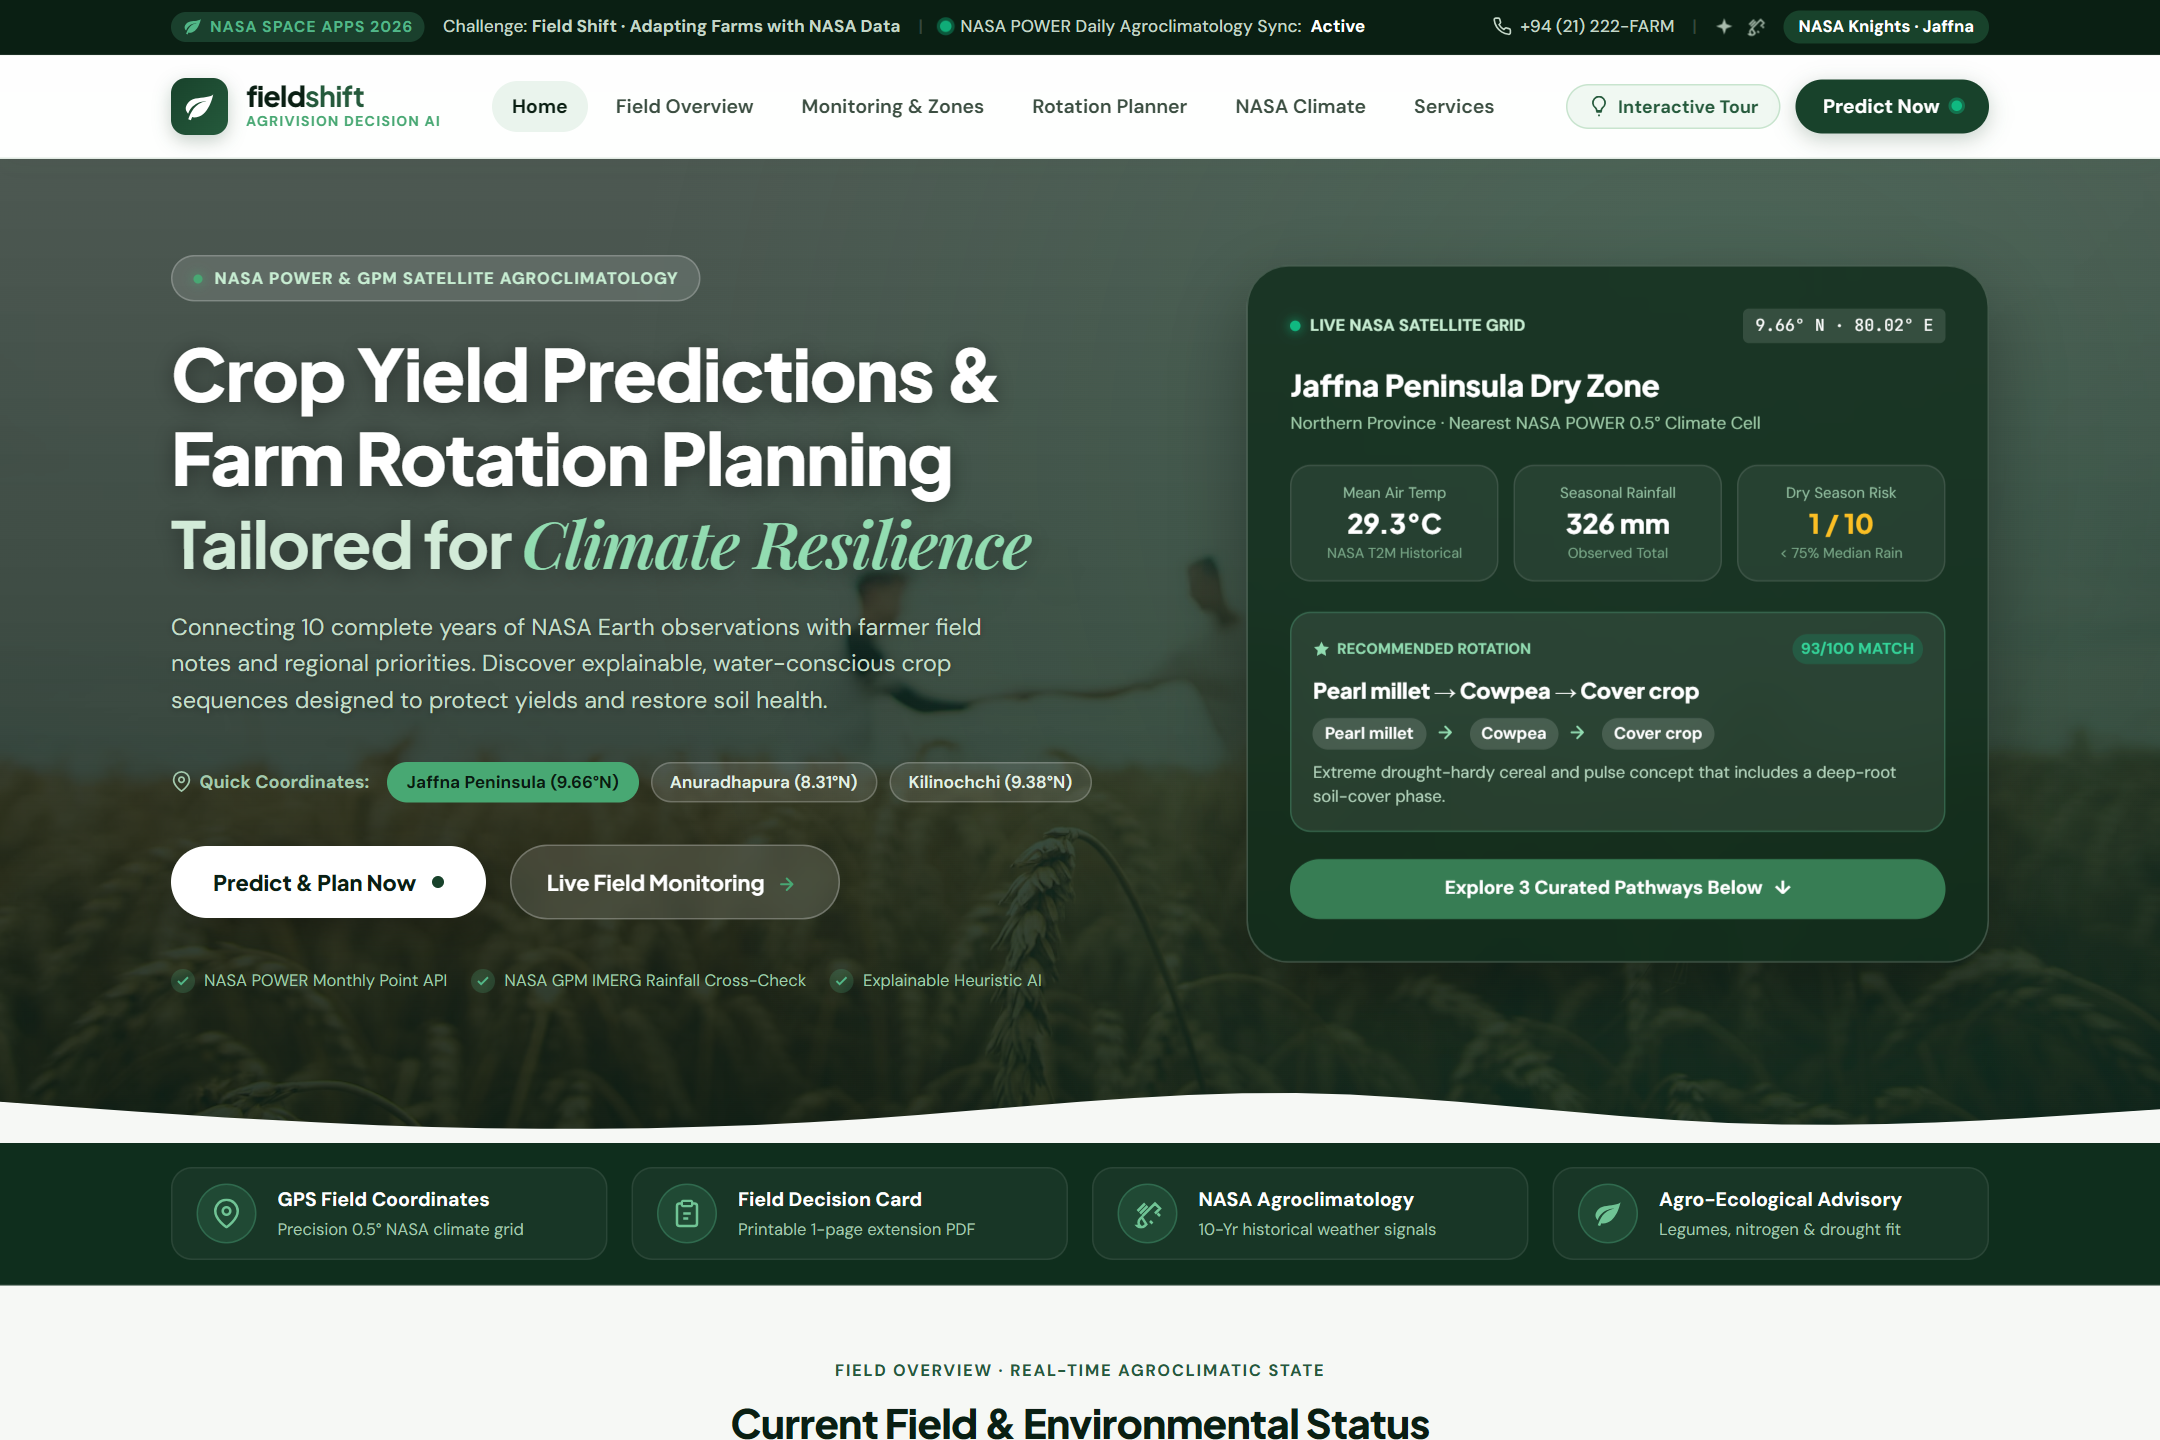 NASA SPACE APPS 2026
Challenge: Field Shift · Adapting Farms with NASA Data
NASA POWER Daily Agroclimatology Sync: Active
+94 (21) 222-FARM
NASA Knights · Jaffna
fieldshift
AGRIVISION DECISION AI
Home
Field Overview
Monitoring & Zones
Rotation Planner
NASA Climate
Services
Interactive Tour
Predict Now
NASA POWER & GPM SATELLITE AGROCLIMATOLOGY
Crop Yield Predictions &
Farm Rotation Planning
Tailored for Climate Resilience
Connecting 10 complete years of NASA Earth observations with farmer field
notes and regional priorities. Discover explainable, water-conscious crop
sequences designed to protect yields and restore soil health.
Quick Coordinates:
Jaffna Peninsula (9.66°N)
Anuradhapura (8.31°N)
Kilinochchi (9.38°N)
Predict & Plan Now
Live Field Monitoring →
NASA POWER Monthly Point API
NASA GPM IMERG Rainfall Cross-Check
Explainable Heuristic AI
LIVE NASA SATELLITE GRID
9.66° N · 80.02° E
Jaffna Peninsula Dry Zone
Northern Province · Nearest NASA POWER 0.5° Climate Cell
Mean Air Temp
29.3°C
NASA T2M Historical
Seasonal Rainfall
326 mm
Observed Total
Dry Season Risk
1 / 10
< 75% Median Rain
★ RECOMMENDED ROTATION
93/100 MATCH
Pearl millet → Cowpea → Cover crop
Pearl millet → Cowpea → Cover crop
Extreme drought-hardy cereal and pulse concept that includes a deep-root
soil-cover phase.
Explore 3 Curated Pathways Below ↓
GPS Field Coordinates
Precision 0.5° NASA climate grid
Field Decision Card
Printable 1-page extension PDF
NASA Agroclimatology
10-Yr historical weather signals
Agro-Ecological Advisory
Legumes, nitrogen & drought fit
FIELD OVERVIEW · REAL-TIME AGROCLIMATIC STATE
Current Field & Environmental Status